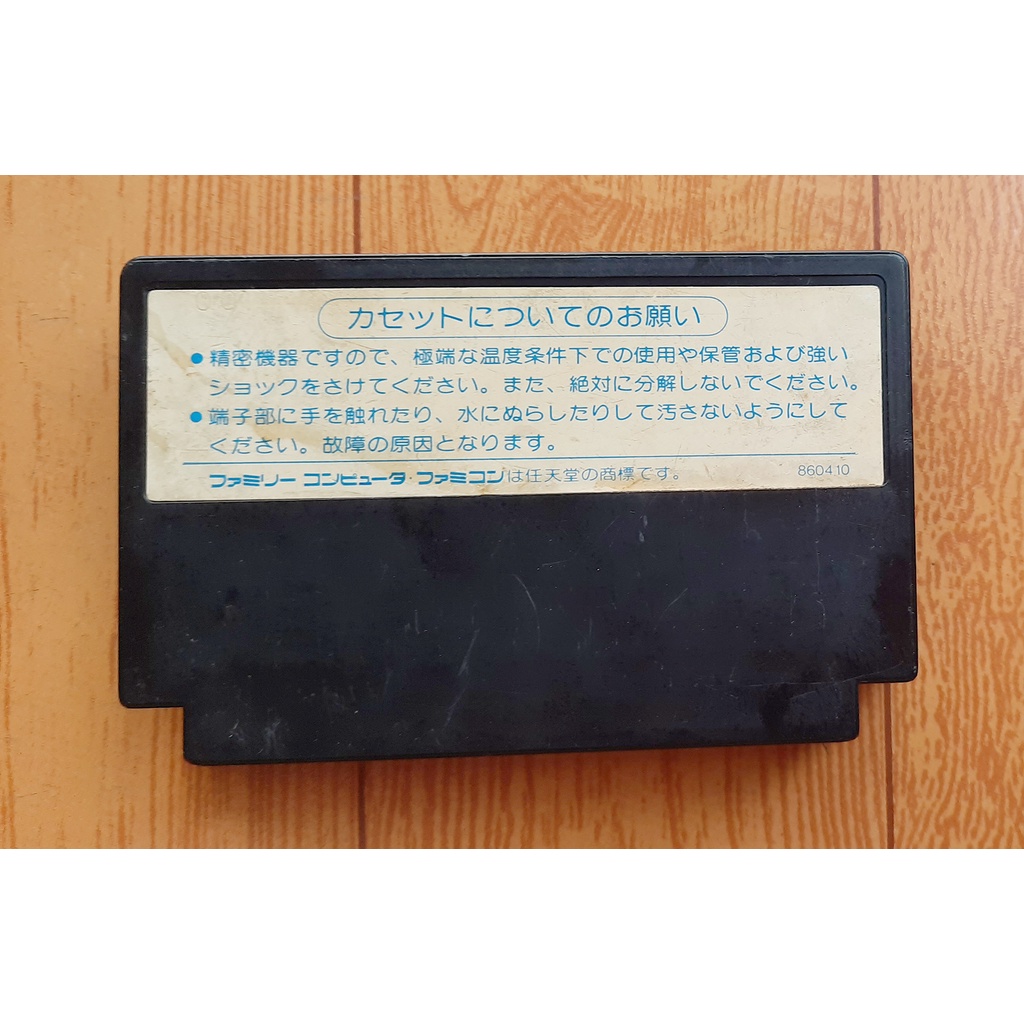 カセットについてのお願い
●精密機器ですので、極端な温度条件下での使用や保管および強い
ショックをさけてください。また、絶対に分解しないでください。
●端子部に手を触れたり、水にぬらしたりして汚さないようにして
ください。故障の原因となります。
ファミリー コンピュータ・ファミコンは任天堂の商標です。 860410